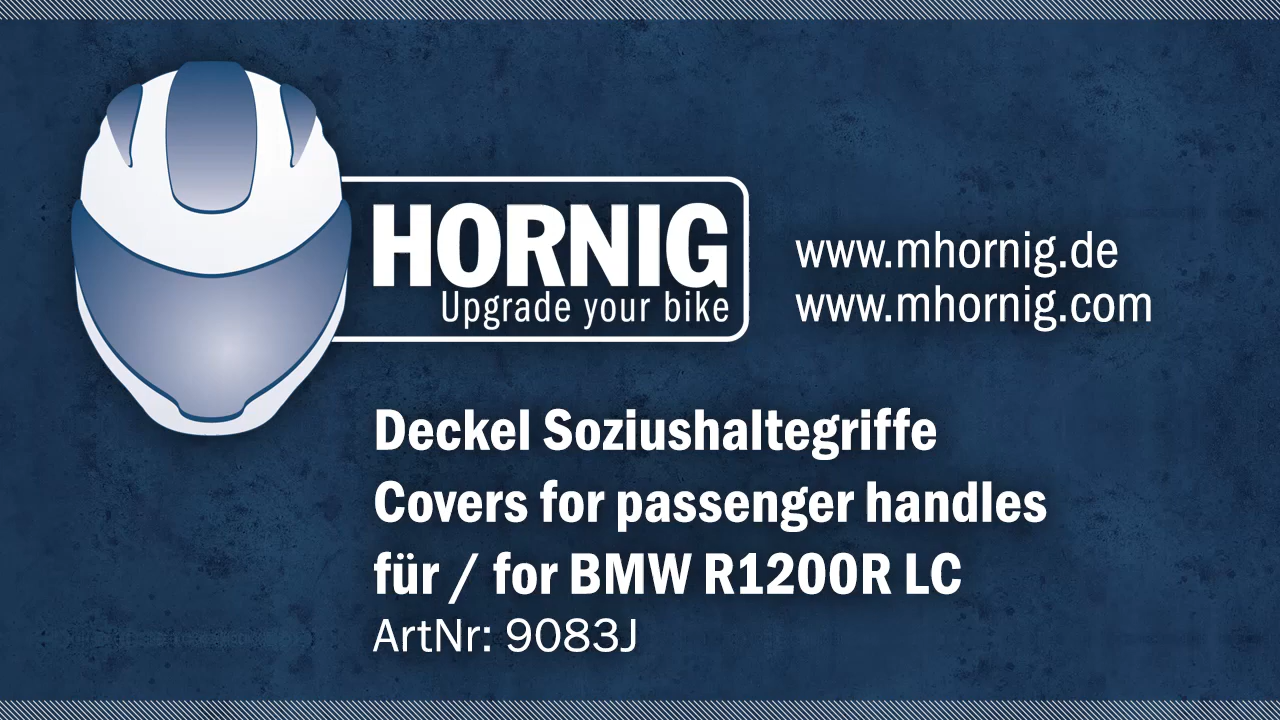 HORNIG
Upgrade your bike
www.mhornig.de
www.mhornig.com
Deckel Soziushaltegriffe
Covers for passenger handles
für / for BMW R1200R LC
ArtNr: 9083J